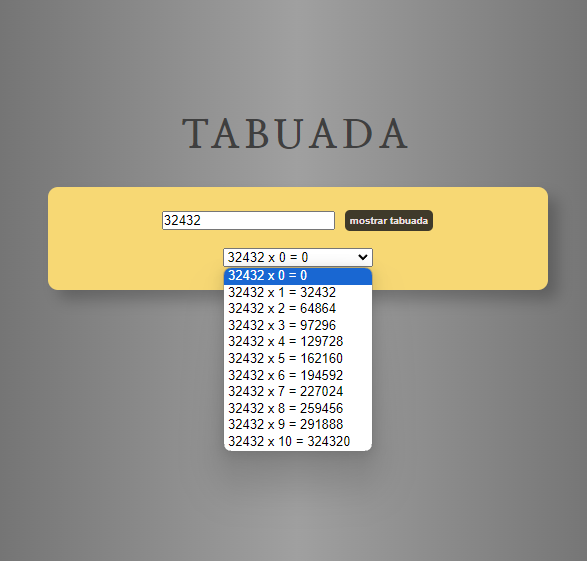 TABUADA
32432 mostrar tabuada
32432 x 0 = 0
32432 x 0 = 0
32432 x 1 = 32432
32432 x 2 = 64864
32432 x 3 = 97296
32432 x 4 = 129728
32432 x 5 = 162160
32432 x 6 = 194592
32432 x 7 = 227024
32432 x 8 = 259456
32432 x 9 = 291888
32432 x 10 = 324320